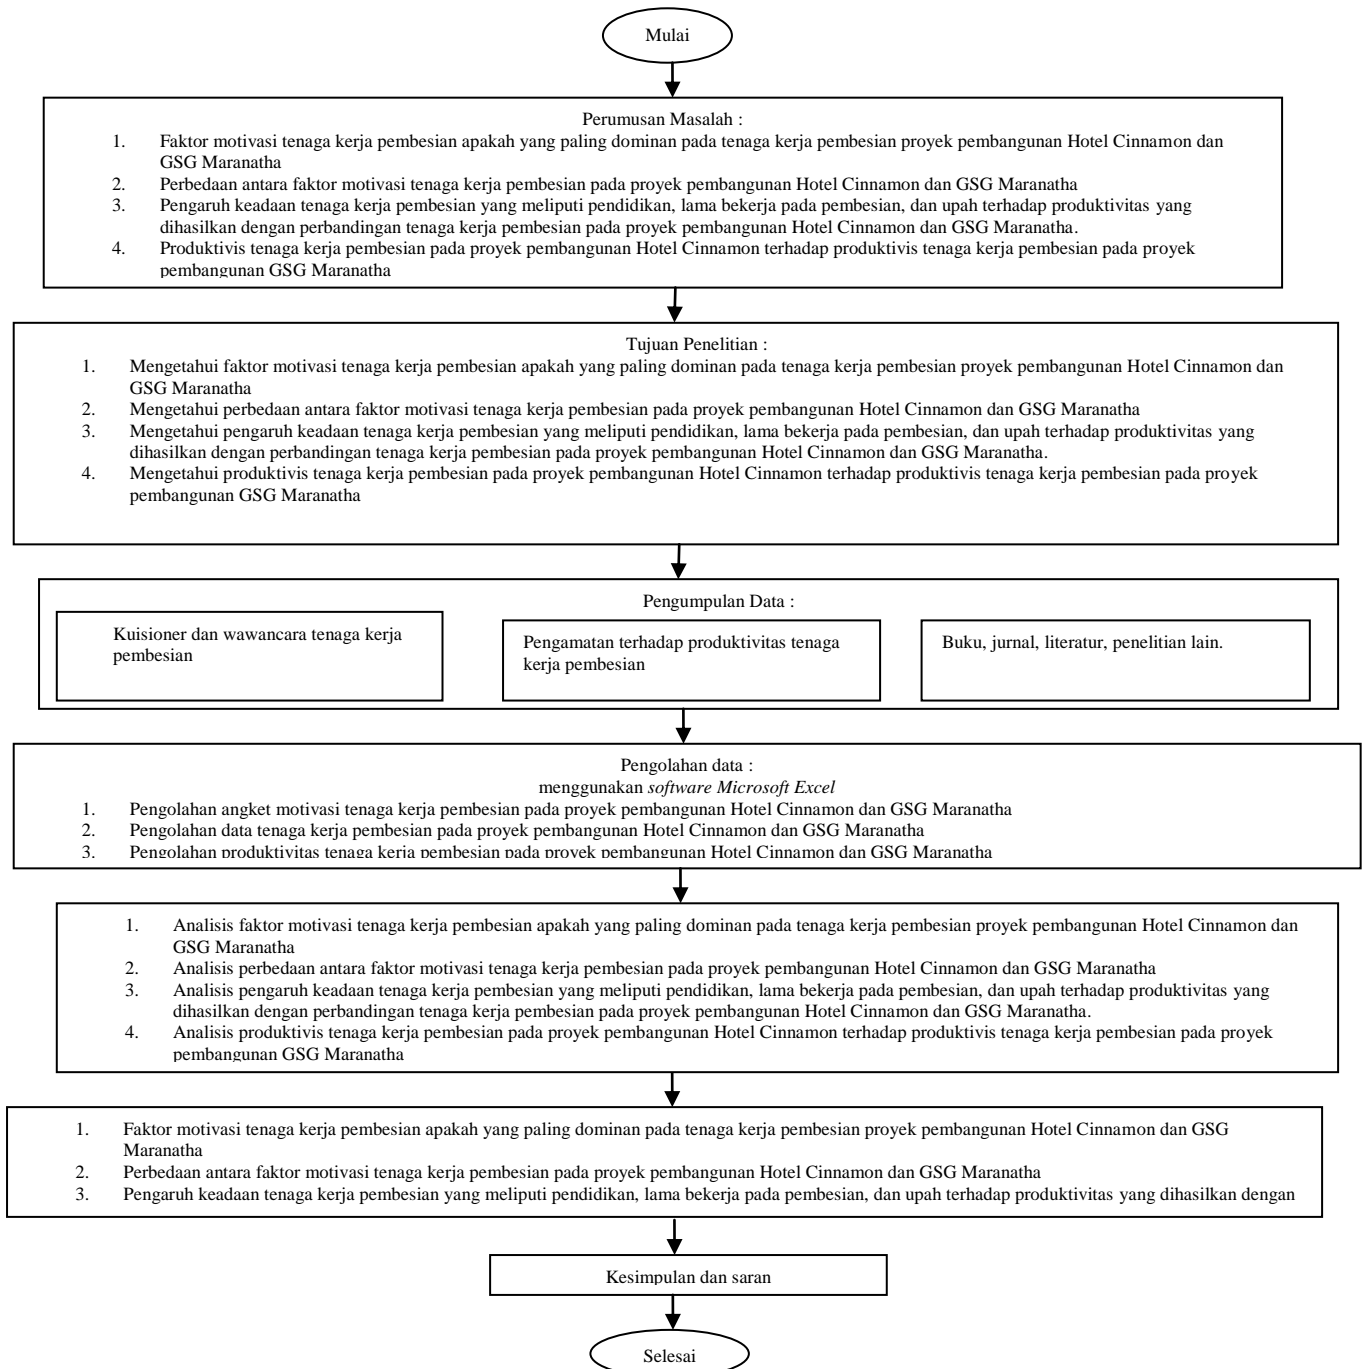 Mulai
Perumusan Masalah :
1. Faktor motivasi tenaga kerja pembesian apakah yang paling dominan pada tenaga kerja pembesian proyek pembangunan Hotel Cinnamon dan
GSG Maranatha
2. Perbedaan antara faktor motivasi tenaga kerja pembesian pada proyek pembangunan Hotel Cinnamon dan GSG Maranatha
3. Pengaruh keadaan tenaga kerja pembesian yang meliputi pendidikan, lama bekerja pada pembesian, dan upah terhadap produktivitas yang
dihasilkan dengan perbandingan tenaga kerja pembesian pada proyek pembangunan Hotel Cinnamon dan GSG Maranatha.
4. Produktivis tenaga kerja pembesian pada proyek pembangunan Hotel Cinnamon terhadap produktivis tenaga kerja pembesian pada proyek
pembangunan GSG Maranatha
Tujuan Penelitian :
1. Mengetahui faktor motivasi tenaga kerja pembesian apakah yang paling dominan pada tenaga kerja pembesian proyek pembangunan Hotel Cinnamon dan
GSG Maranatha
2. Mengetahui perbedaan antara faktor motivasi tenaga kerja pembesian pada proyek pembangunan Hotel Cinnamon dan GSG Maranatha
3. Mengetahui pengaruh keadaan tenaga kerja pembesian yang meliputi pendidikan, lama bekerja pada pembesian, dan upah terhadap produktivitas yang
dihasilkan dengan perbandingan tenaga kerja pembesian pada proyek pembangunan Hotel Cinnamon dan GSG Maranatha.
4. Mengetahui produktivis tenaga kerja pembesian pada proyek pembangunan Hotel Cinnamon terhadap produktivis tenaga kerja pembesian pada proyek
pembangunan GSG Maranatha
Pengumpulan Data :
Kuisioner dan wawancara tenaga kerja
pembesian
Pengamatan terhadap produktivitas tenaga
kerja pembesian
Buku, jurnal, literatur, penelitian lain.
Pengolahan data :
menggunakan software Microsoft Excel
1. Pengolahan angket motivasi tenaga kerja pembesian pada proyek pembangunan Hotel Cinnamon dan GSG Maranatha
2. Pengolahan data tenaga kerja pembesian pada proyek pembangunan Hotel Cinnamon dan GSG Maranatha
3. Pengolahan produktivitas tenaga kerja pembesian pada proyek pembangunan Hotel Cinnamon dan GSG Maranatha
1. Analisis faktor motivasi tenaga kerja pembesian apakah yang paling dominan pada tenaga kerja pembesian proyek pembangunan Hotel Cinnamon dan
GSG Maranatha
2. Analisis perbedaan antara faktor motivasi tenaga kerja pembesian pada proyek pembangunan Hotel Cinnamon dan GSG Maranatha
3. Analisis pengaruh keadaan tenaga kerja pembesian yang meliputi pendidikan, lama bekerja pada pembesian, dan upah terhadap produktivitas yang
dihasilkan dengan perbandingan tenaga kerja pembesian pada proyek pembangunan Hotel Cinnamon dan GSG Maranatha.
4. Analisis produktivis tenaga kerja pembesian pada proyek pembangunan Hotel Cinnamon terhadap produktivis tenaga kerja pembesian pada proyek
pembangunan GSG Maranatha
1. Faktor motivasi tenaga kerja pembesian apakah yang paling dominan pada tenaga kerja pembesian proyek pembangunan Hotel Cinnamon dan GSG
Maranatha
2. Perbedaan antara faktor motivasi tenaga kerja pembesian pada proyek pembangunan Hotel Cinnamon dan GSG Maranatha
3. Pengaruh keadaan tenaga kerja pembesian yang meliputi pendidikan, lama bekerja pada pembesian, dan upah terhadap produktivitas yang dihasilkan dengan
Kesimpulan dan saran
Selesai